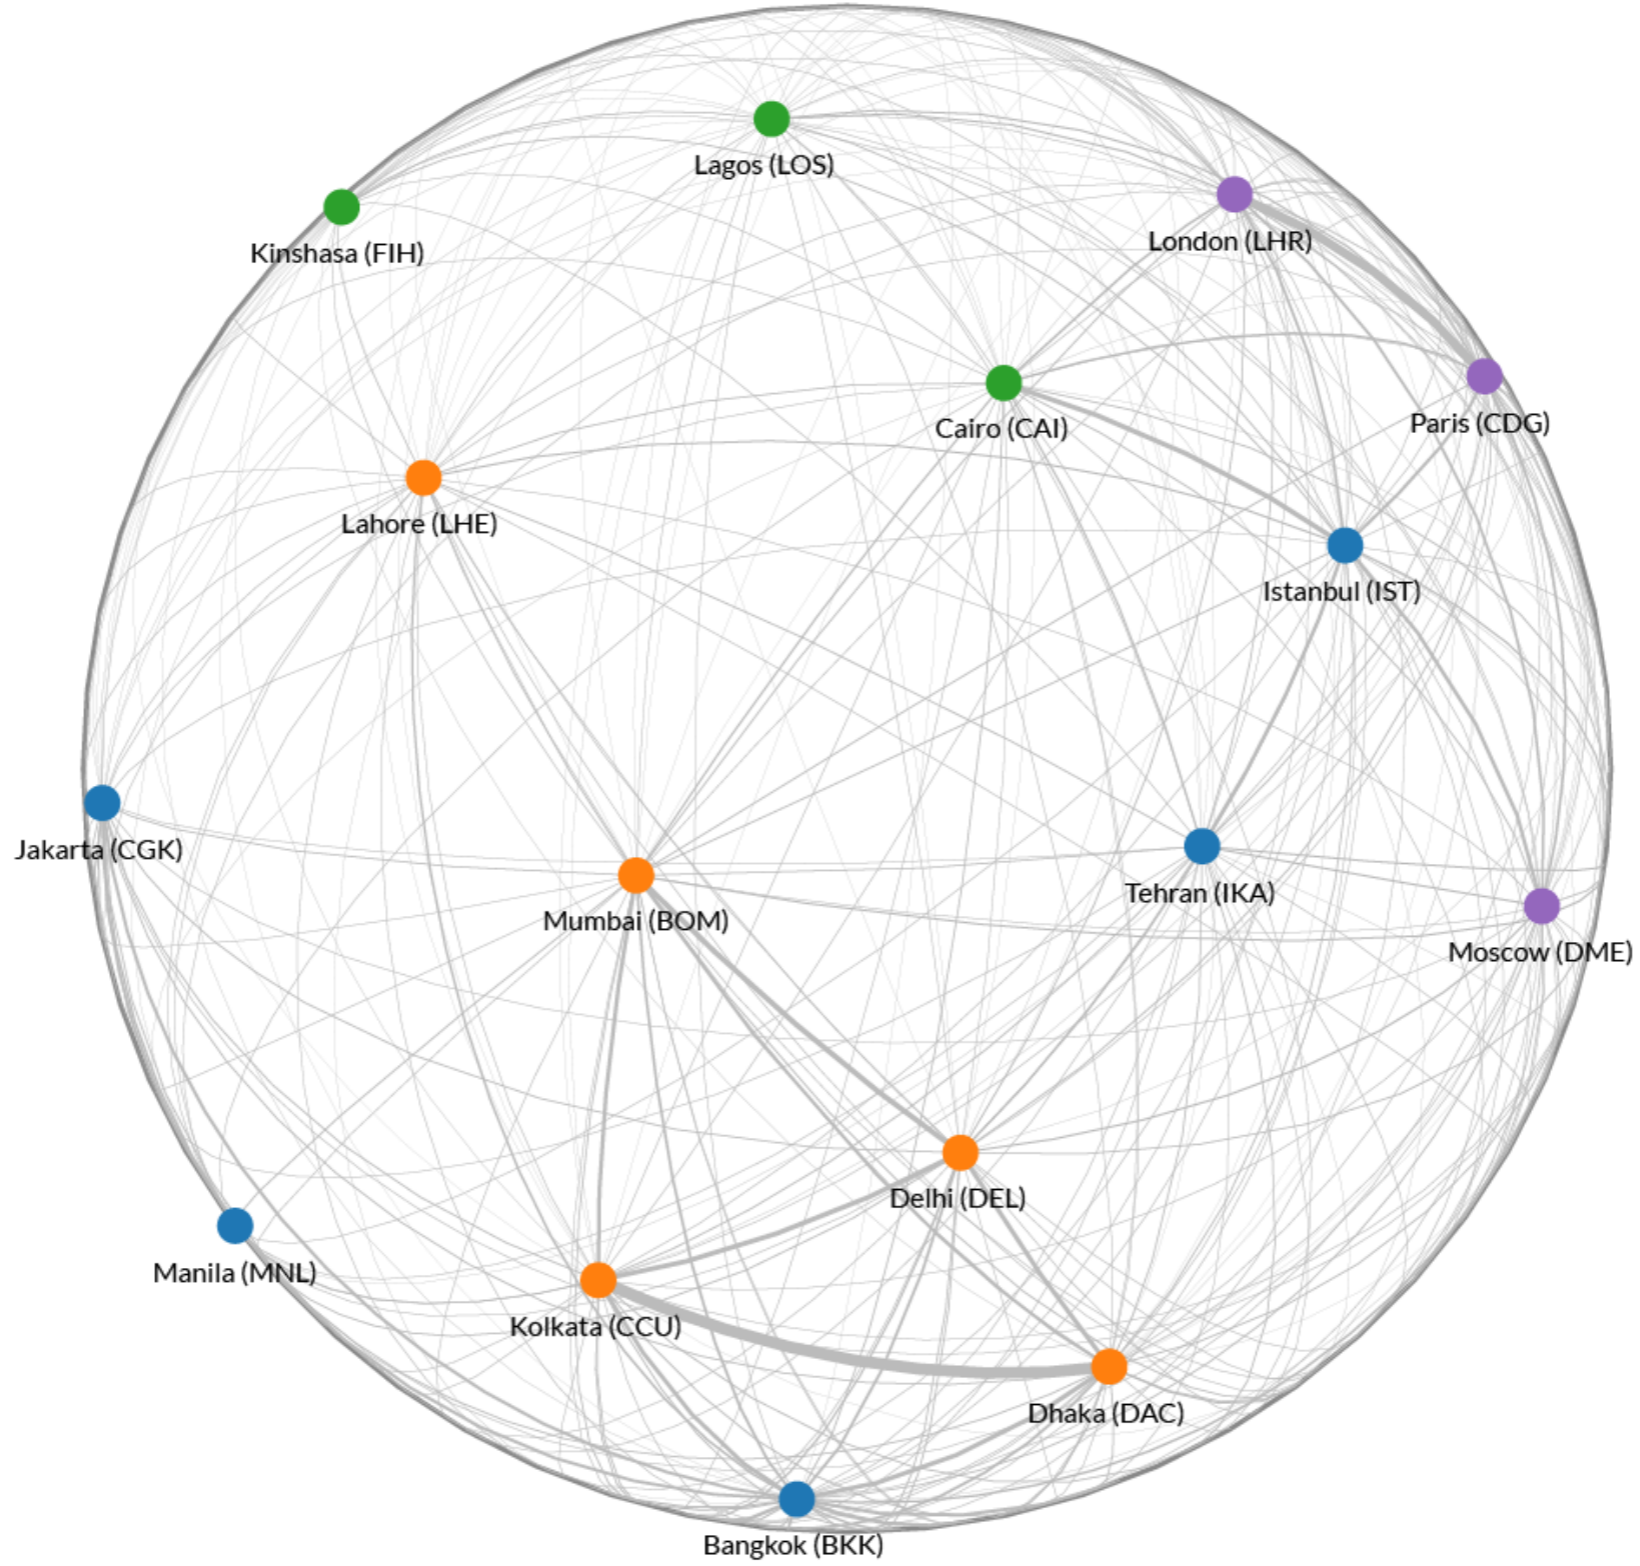 Lagos (LOS)
London (LHR)
Kinshasa (FIH)
Paris (CDG)
Cairo (CAI)
Lahore (LHE)
Istanbul (IST)
Jakarta (CGK)
Tehran (IKA)
Mumbai (BOM)
Moscow (DME)
Delhi (DEL)
Manila (MNL)
Kolkata (CCU)
Dhaka (DAC)
Bangkok (BKK)